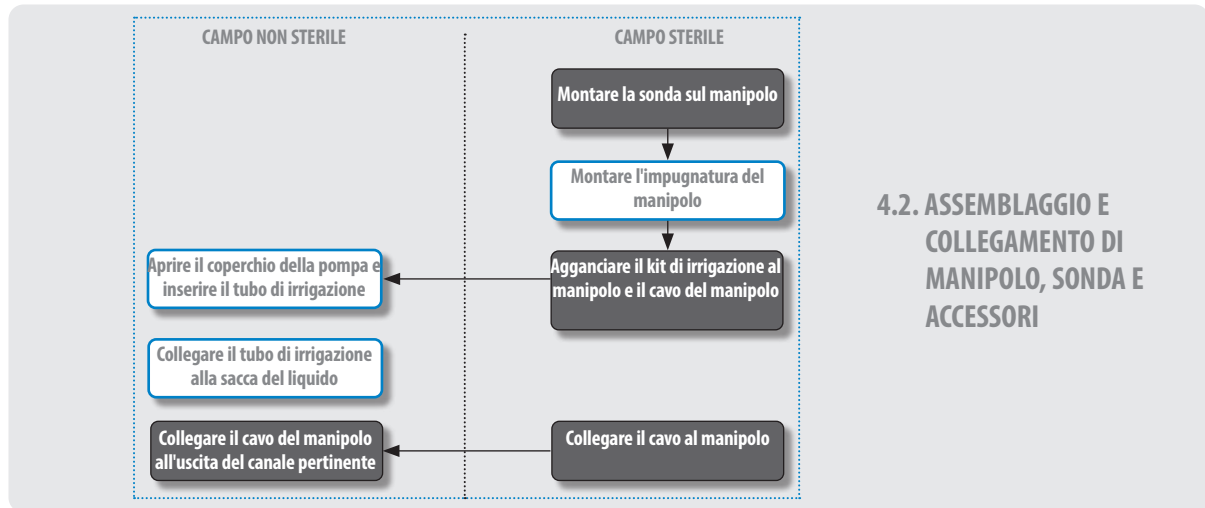 CAMPO NON STERILE
CAMPO STERILE
Montare la sonda sul manipolo
Montare l'impugnatura del
manipolo
Aprire il coperchio della pompa e
inserire il tubo di irrigazione
Agganciare il kit di irrigazione al
manipolo e il cavo del manipolo
Collegare il tubo di irrigazione
alla sacca del liquido
Collegare il cavo del manipolo
all'uscita del canale pertinente
Collegare il cavo al manipolo
4.2. ASSEMBLAGGIO E
COLLEGAMENTO DI
MANIPOLO, SONDA E
ACCESSORI